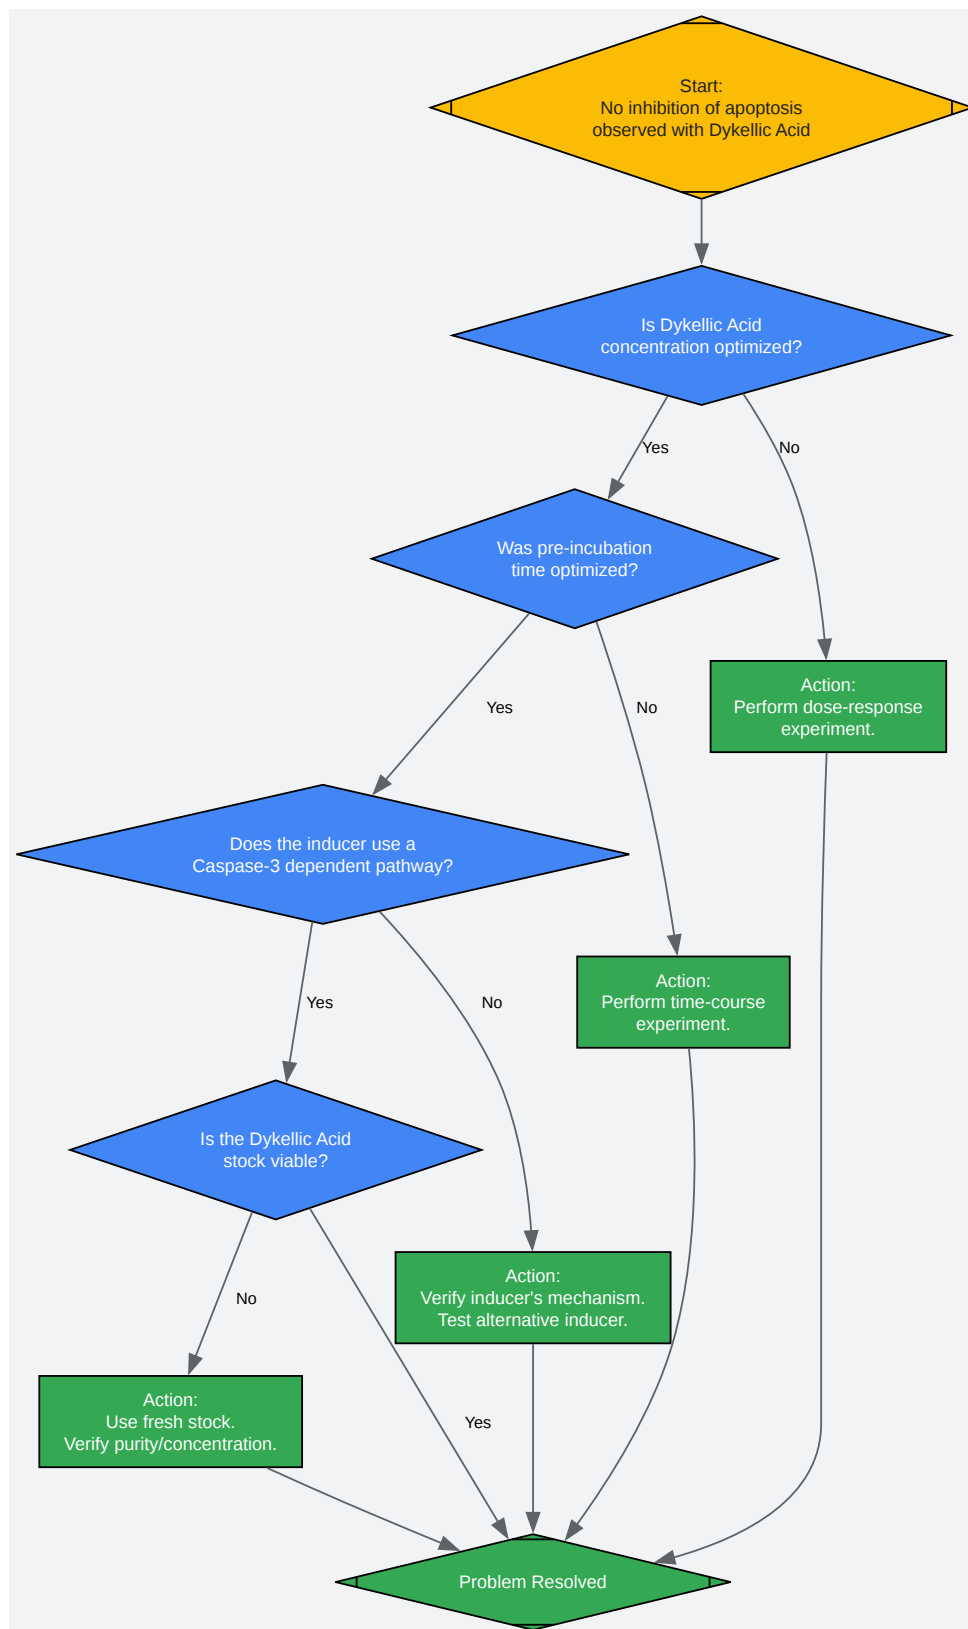 Start:
No inhibition of apoptosis
observed with Dykellic Acid
Is Dykellic Acid
concentration optimized?
Yes
No
Was pre-incubation
time optimized?
Action:
Perform dose-response
experiment.
Yes
No
Does the inducer use a
Caspase-3 dependent pathway?
Action:
Perform time-course
experiment.
Yes
No
Is the Dykellic Acid
stock viable?
Action:
Verify inducer's mechanism.
Test alternative inducer.
No
Action:
Use fresh stock.
Verify purity/concentration.
Yes
Problem Resolved